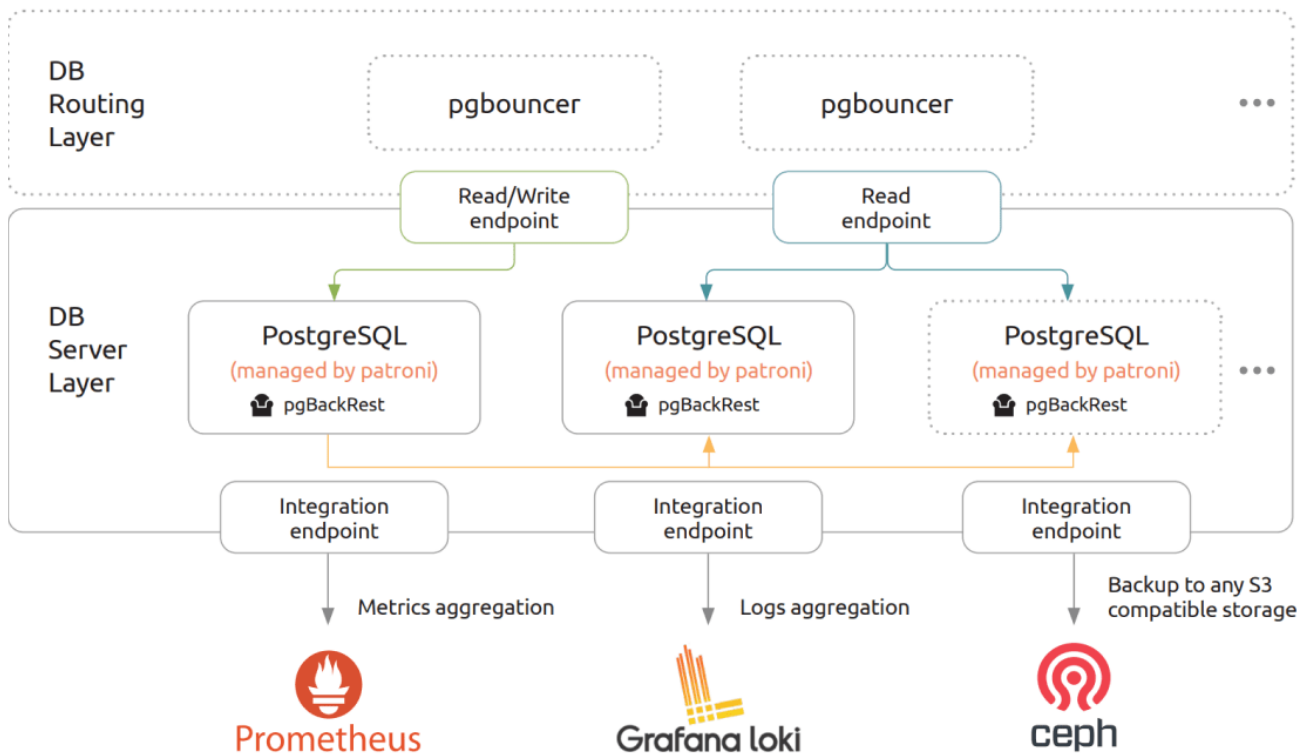 DB
Routing
Layer
pgbouncer
pgbouncer
...
Read/Write
endpoint
Read
endpoint
DB
Server
Layer
PostgreSQL
(managed by patroni)
pgBackRest
PostgreSQL
(managed by patroni)
pgBackRest
PostgreSQL
(managed by patroni)
pgBackRest
...
Integration
endpoint
Integration
endpoint
Integration
endpoint
Metrics aggregation
Logs aggregation
Backup to any S3
compatible storage
Prometheus
Grafana loki
ceph